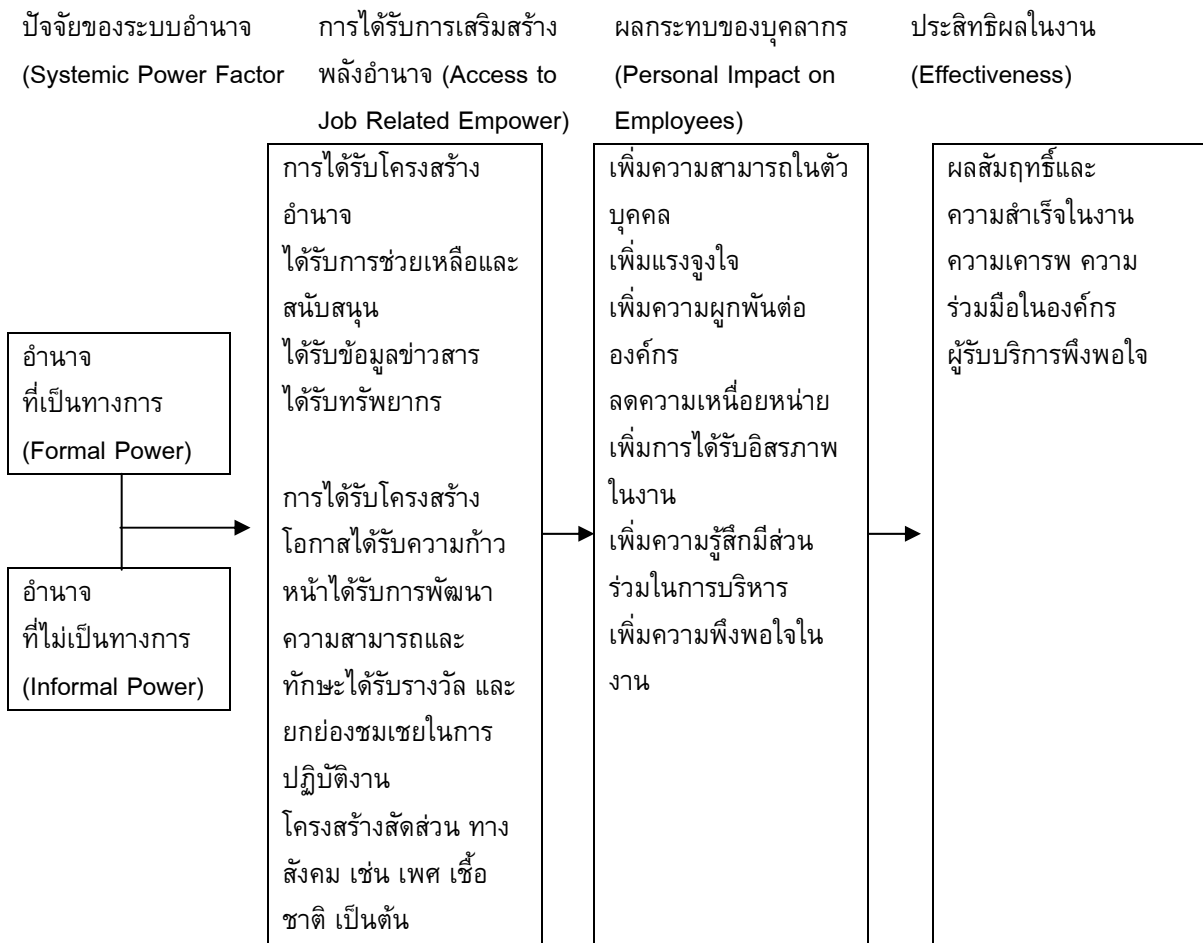 ปัจจัยของระบบอำนาจ
(Systemic Power Factor
การได้รับการเสริมสร้าง
พลังอำนาจ (Access to
Job Related Empower)
ผลกระทบของบุคลากร
(Personal Impact on
Employees)
ประสิทธิผลในงาน
(Effectiveness)
อำนาจ
ที่เป็นทางการ
(Formal Power)
อำนาจ
ที่ไม่เป็นทางการ
(Informal Power)
การได้รับโครงสร้าง
อำนาจ
ได้รับการช่วยเหลือและ
สนับสนุน
ได้รับข้อมูลข่าวสาร
ได้รับทรัพยากร
การได้รับโครงสร้าง
โอกาสได้รับความก้าว
หน้าได้รับการพัฒนา
ความสามารถและ
ทักษะได้รับรางวัล และ
ยกย่องชมเชยในการ
ปฏิบัติงาน
โครงสร้างสัดส่วน ทาง
สังคม เช่น เพศ เชื้อ
ชาติ เป็นต้น
เพิ่มความสามารถในตัว
บุคคล
เพิ่มแรงจูงใจ
เพิ่มความผูกพันต่อ
องค์กร
ลดความเหนื่อยหน่าย
เพิ่มการได้รับอิสรภาพ
ในงาน
เพิ่มความรู้สึกมีส่วน
ร่วมในการบริหาร
เพิ่มความพึงพอใจใน
งาน
ผลสัมฤทธิ์และ
ความสำเร็จในงาน
ความเคารพ ความ
ร่วมมือในองค์กร
ผู้รับบริการพึงพอใจ